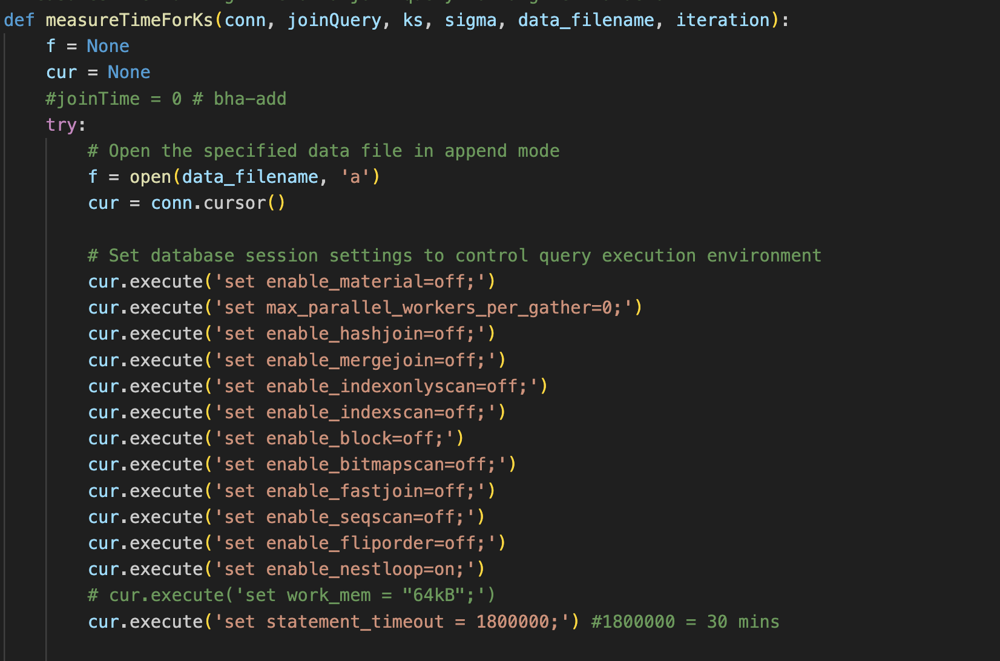 def measureTimeForKs(conn, joinQuery, ks, sigma, data_filename, iteration):
    f = None
    cur = None
    #joinTime = 0 # bha-add
    try:
        # Open the specified data file in append mode
        f = open(data_filename, 'a')
        cur = conn.cursor()

        # Set database session settings to control query execution environment
        cur.execute('set enable_material=off;')
        cur.execute('set max_parallel_workers_per_gather=0;')
        cur.execute('set enable_hashjoin=off;')
        cur.execute('set enable_mergejoin=off;')
        cur.execute('set enable_indexonlyscan=off;')
        cur.execute('set enable_indexscan=off;')
        cur.execute('set enable_block=off;')
        cur.execute('set enable_bitmapscan=off;')
        cur.execute('set enable_fastjoin=off;')
        cur.execute('set enable_seqscan=off;')
        cur.execute('set enable_fliporder=off;')
        cur.execute('set enable_nestloop=on;')
        # cur.execute('set work_mem = "64kB";')
        cur.execute('set statement_timeout = 1800000;') #1800000 = 30 mins